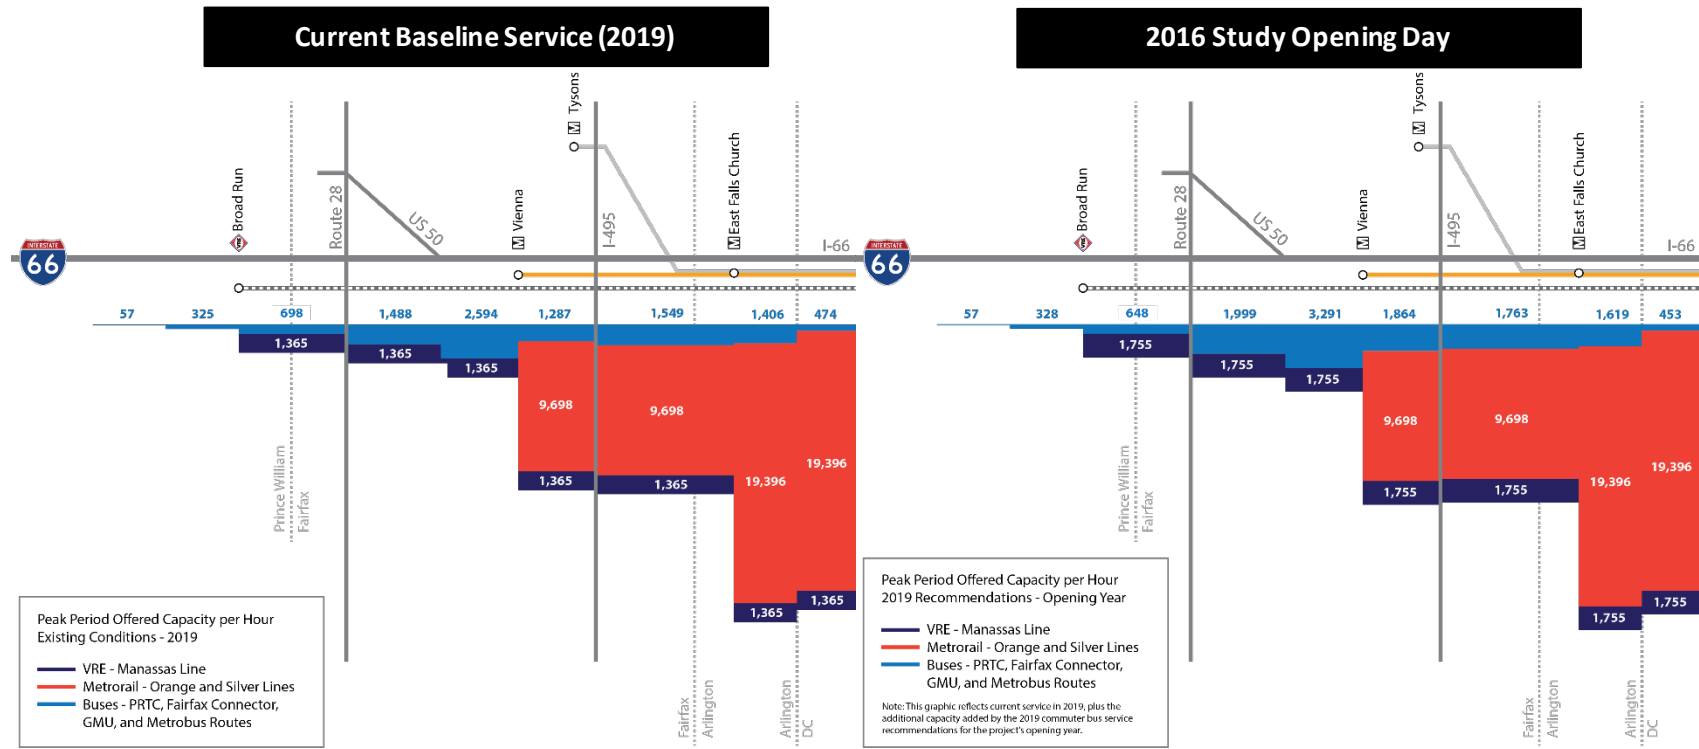 Current Baseline Service (2019)
Tysons
Broad Run
Route 28
US 50
Vienna
I-495
East Falls Church
I-66
INTERSTATE
66
57
325
698
1,488
2,594
1,287
1,549
1,406
474
1,365
1,365
1,365
9,698
9,698
19,396
19,396
1,365
1,365
1,365
1,365
Prince William
Fairfax
Fairfax
Arlington
Arlington
DC
Peak Period Offered Capacity per Hour
Existing Conditions - 2019
VRE - Manassas Line
Metrorail - Orange and Silver Lines
Buses - PRTC, Fairfax Connector,
GMU, and Metrobus Routes
2016 Study Opening Day
Tysons
Broad Run
Route 28
US 50
Vienna
I-495
East Falls Church
I-66
INTERSTATE
66
57
328
648
1,999
3,291
1,864
1,763
1,619
453
1,755
1,755
1,755
9,698
9,698
19,396
19,396
1,755
1,755
1,755
1,755
Prince William
Fairfax
Fairfax
Arlington
Arlington
DC
Peak Period Offered Capacity per Hour
2019 Recommendations - Opening Year
VRE - Manassas Line
Metrorail - Orange and Silver Lines
Buses - PRTC, Fairfax Connector,
GMU, and Metrobus Routes
Note: This graphic reflects current service in 2019, plus the
additional capacity added by the 2019 commuter bus service
recommendations for the project's opening year.